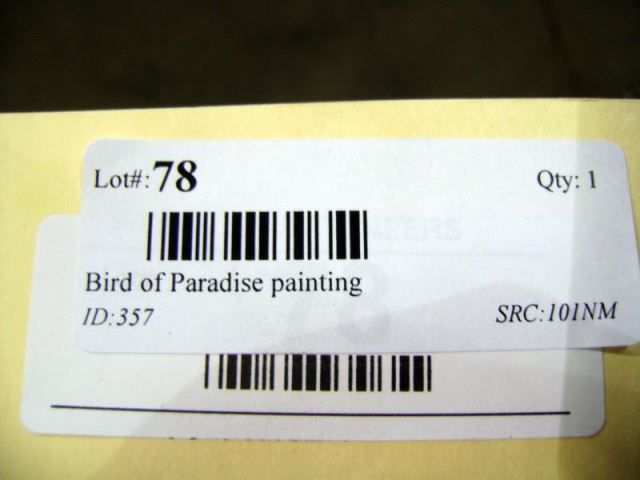 Lot#: 78
Qty: 1
Bird of Paradise painting
ID:357
SRC:101NM